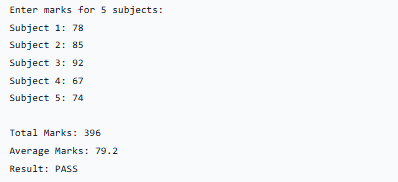 Enter marks for 5 subjects:
Subject 1: 78
Subject 2: 85
Subject 3: 92
Subject 4: 67
Subject 5: 74
Total Marks: 396
Average Marks: 79.2
Result: PASS